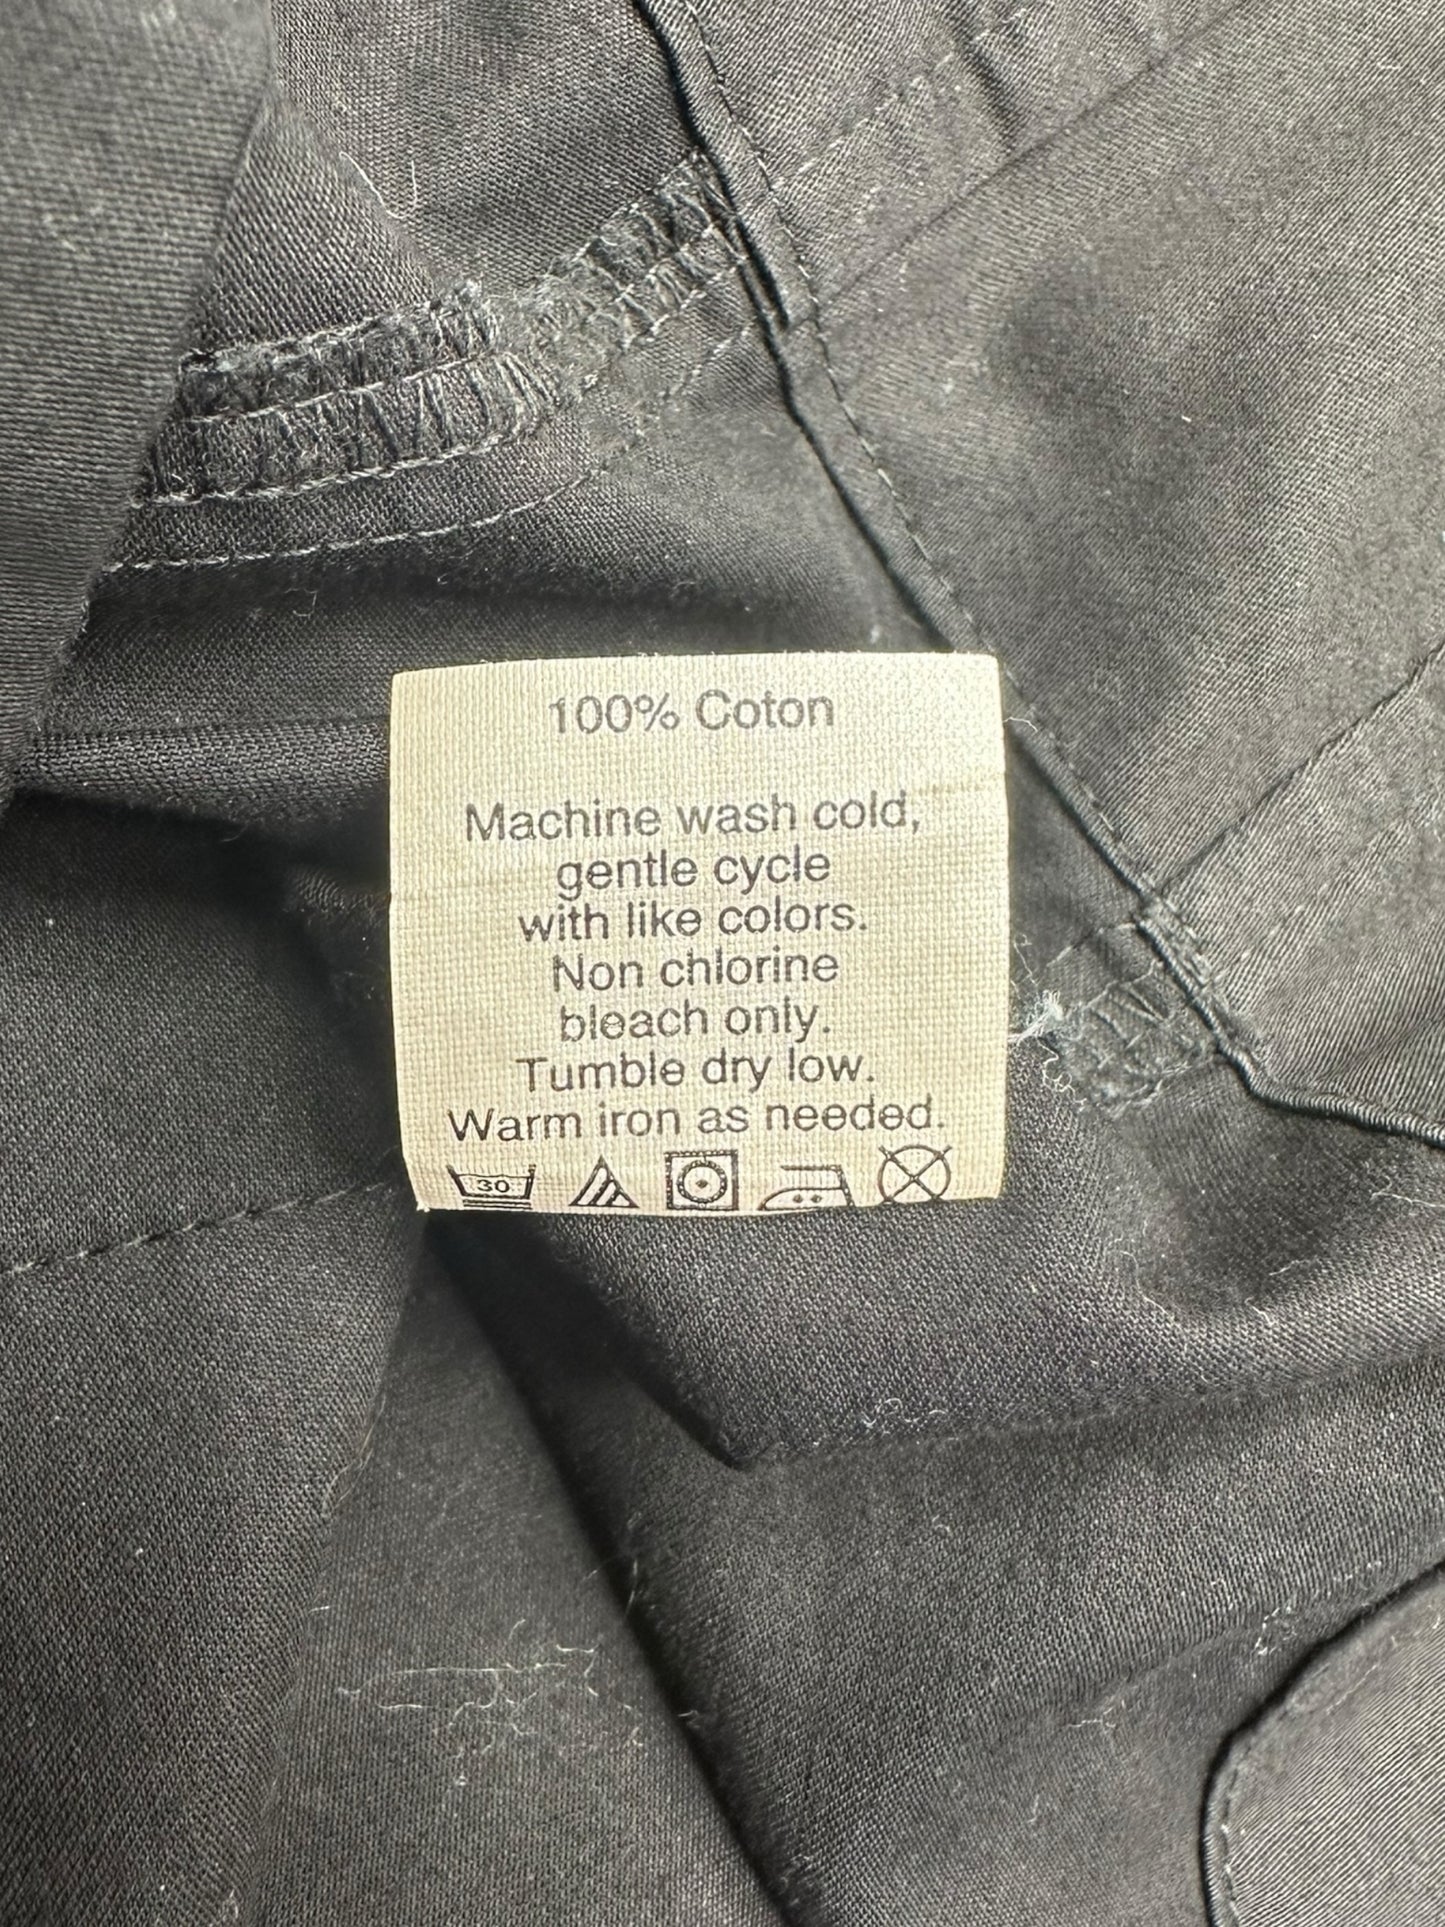 100% Coton
Machine wash cold,
gentle cycle
with like colors.
Non chlorine
bleach only.
Tumble dry low.
Warm iron as needed.
30